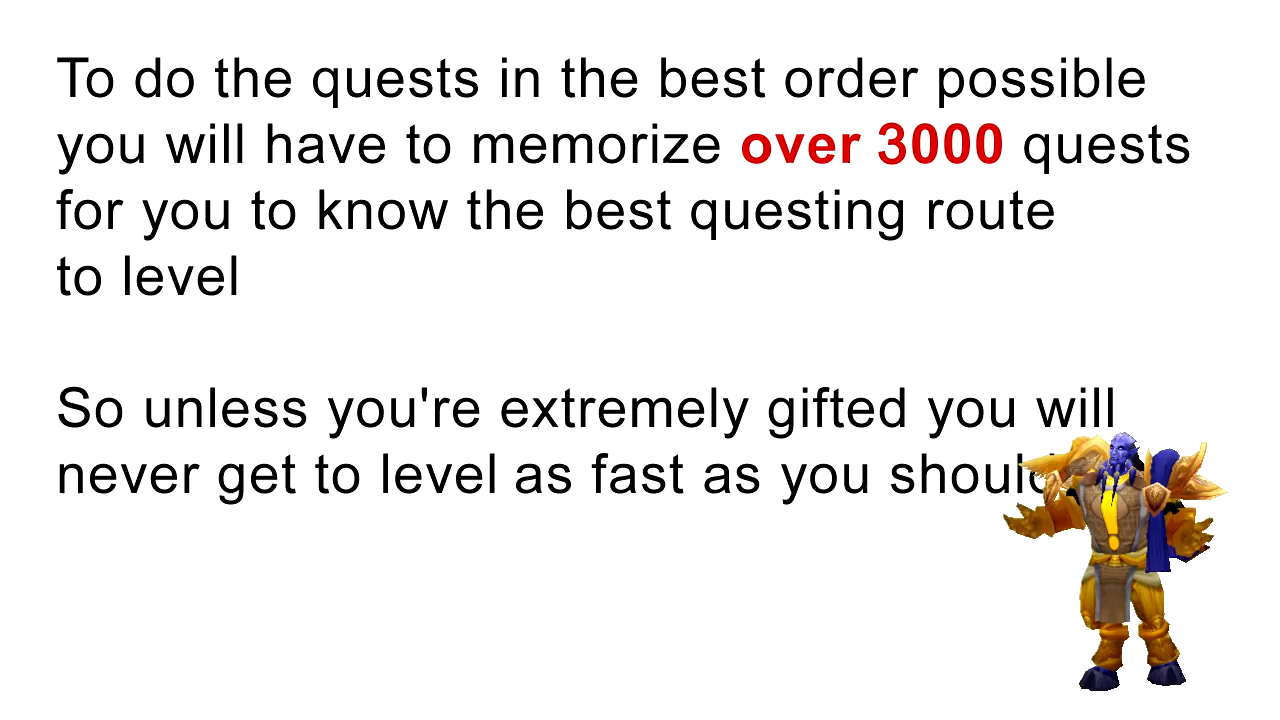 To do the quests in the best order possible
you will have to memorize over 3000 quests
for you to know the best questing route
to level
So unless you're extremely gifted you will
never get to level as fast as you should